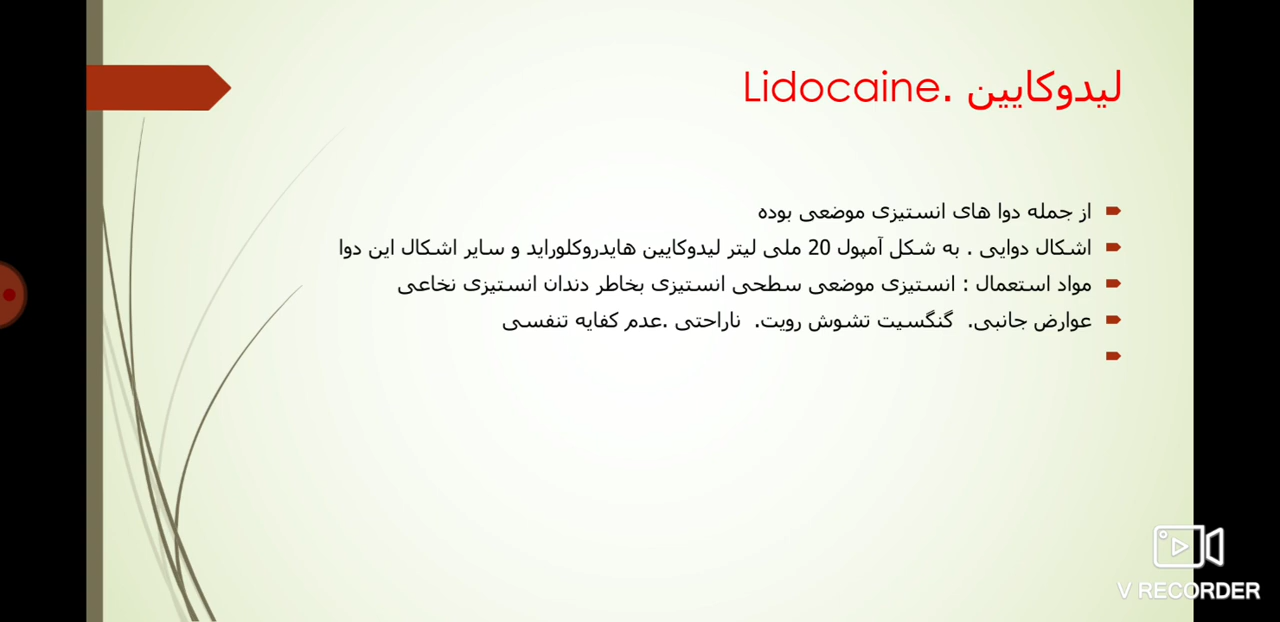 لیدوکایین .Lidocaine
از جمله دوا های انستیزی موضعی بوده
اشکال دوایی . به شکل آمپول 20 ملی لیتر لیدوکایین هایدروکلوراید و سایر اشکال این دوا
مواد استعمال : انستیزی موضعی سطحی انستیزی بخاطر دندان انستیزی نخاعی
عوارض جانبی. گنگسیت تشوش رویت. ناراحتی .عدم کفایه تنفسی
V RECORDER